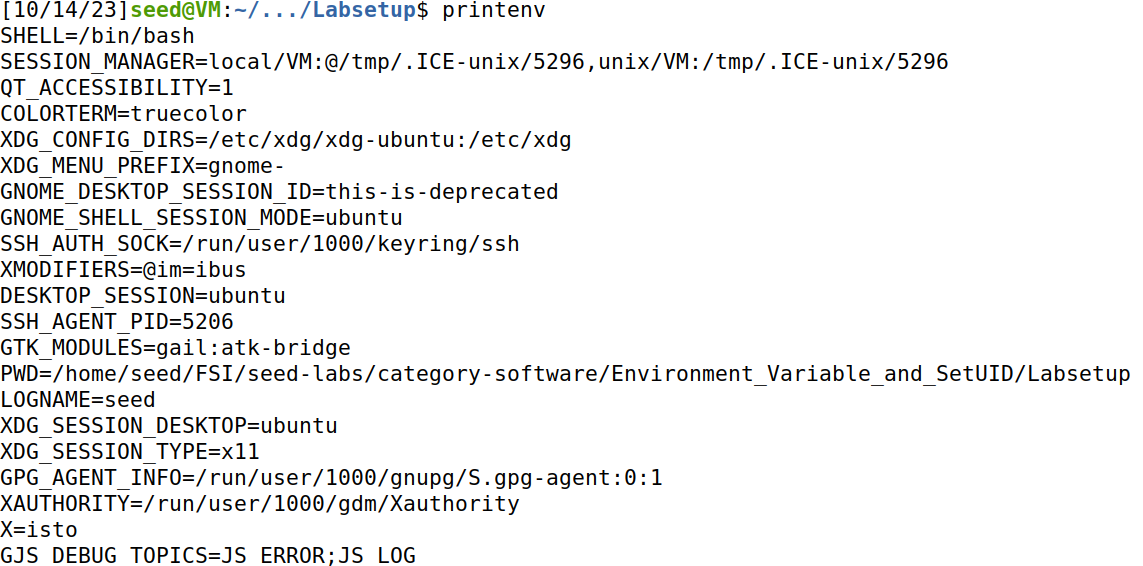 [10/14/23]seed@VM:~/.../Labsetup$ printenv
SHELL=/bin/bash
SESSION_MANAGER=local/VM:@/tmp/.ICE-unix/5296,unix/VM:/tmp/.ICE-unix/5296
QT_ACCESSIBILITY=1
COLORTERM=truecolor
XDG_CONFIG_DIRS=/etc/xdg/xdg-ubuntu:/etc/xdg
XDG_MENU_PREFIX=gnome-
GNOME_DESKTOP_SESSION_ID=this-is-deprecated
GNOME_SHELL_SESSION_MODE=ubuntu
SSH_AUTH_SOCK=/run/user/1000/keyring/ssh
XMODIFIERS=@im=ibus
DESKTOP_SESSION=ubuntu
SSH_AGENT_PID=5206
GTK_MODULES=gail:atk-bridge
PWD=/home/seed/FSI/seed-labs/category-software/Environment_Variable_and_SetUID/Labsetup
LOGNAME=seed
XDG_SESSION_DESKTOP=ubuntu
XDG_SESSION_TYPE=x11
GPG_AGENT_INFO=/run/user/1000/gnupg/S.gpg-agent:0:1
XAUTHORITY=/run/user/1000/gdm/Xauthority
X=isto
GJS DEBUG TOPICS=JS ERROR;JS LOG